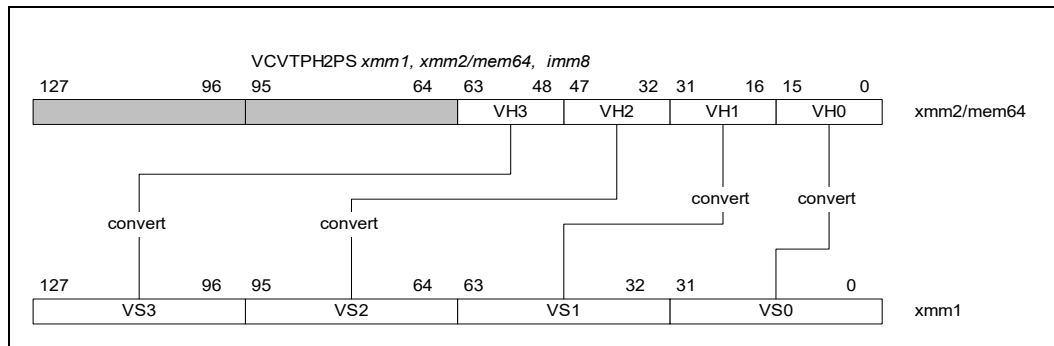 VCVTPH2PS xmm1, xmm2/mem64, imm8
127 96 95 64 63 48 47 32 31 16 15 0
VH3 VH2 VH1 VH0 xmm2/mem64
convert convert convert convert
127 96 95 64 63 32 31 0
VS3 VS2 VS1 VS0 xmm1